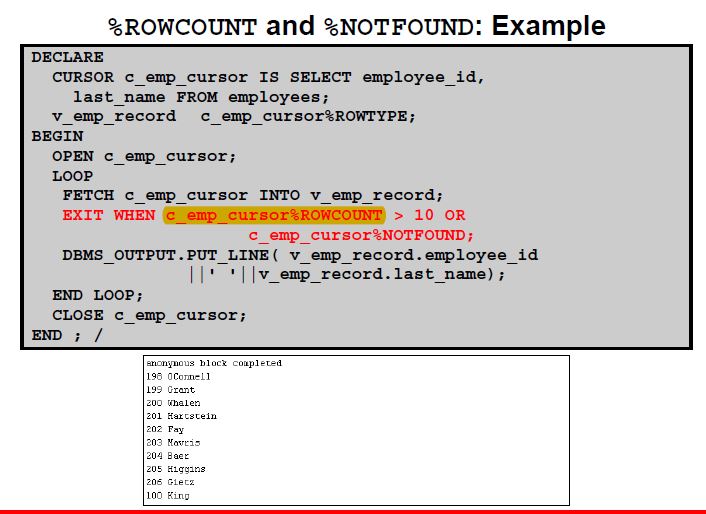 %ROWCOUNT and %NOTFOUND: Example
DECLARE
CURSOR c_emp_cursor IS SELECT employee_id,
last_name FROM employees;
v_emp_record c_emp_cursor%ROWTYPE;
BEGIN
OPEN c_emp_cursor;
LOOP
FETCH c_emp_cursor INTO v_emp_record;
EXIT WHEN c_emp_cursor%ROWCOUNT > 10 OR
c_emp_cursor%NOTFOUND;
DBMS_OUTPUT.PUT_LINE( v_emp_record.employee_id
||' '||v_emp_record.last_name);
END LOOP;
CLOSE c_emp_cursor;
END ; /
anonymous block completed
198 OConnell
199 Grant
200 Whalen
201 Hartstein
202 Fay
203 Mavris
204 Baer
205 Higgins
206 Gietz
100 King